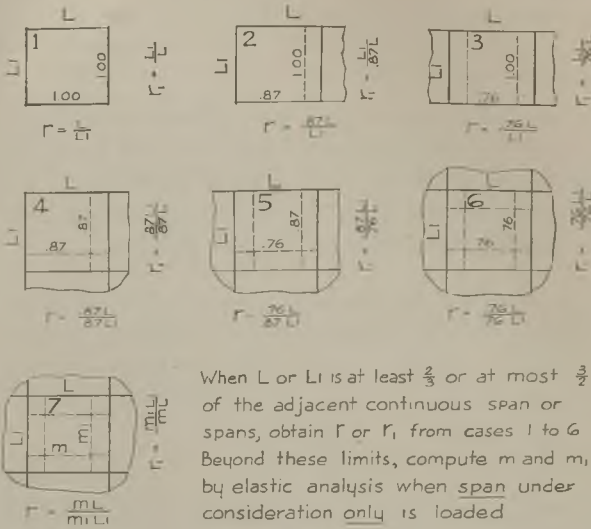 L
1
L1
1.00
1.00
r = L/L1
r1 = L1/L
L
2
L1
1.00
.87
r = .87L/L1
r1 = L1/.87L
L
3
L1
1.00
.76
r = .76L/L1
L
4
L1
.87
.87
r = .87L/.87L1
r1 = .87L1/.87L
L
5
L1
.87
.76
r = .76L/.87L1
r1 = .87L1/.76L
L
6
L1
.76
.76
r = .76L/.76L1
L
7
L1
m1
m
r = mL/m1L1
r1 = m1L1/mL
When L or L1 is at least 2/3 or at most 3/2
of the adjacent continuous span or
spans, obtain r or r1 from cases 1 to 6
Beyond these limits, compute m and m1
by elastic analysis when span under
consideration only is loaded